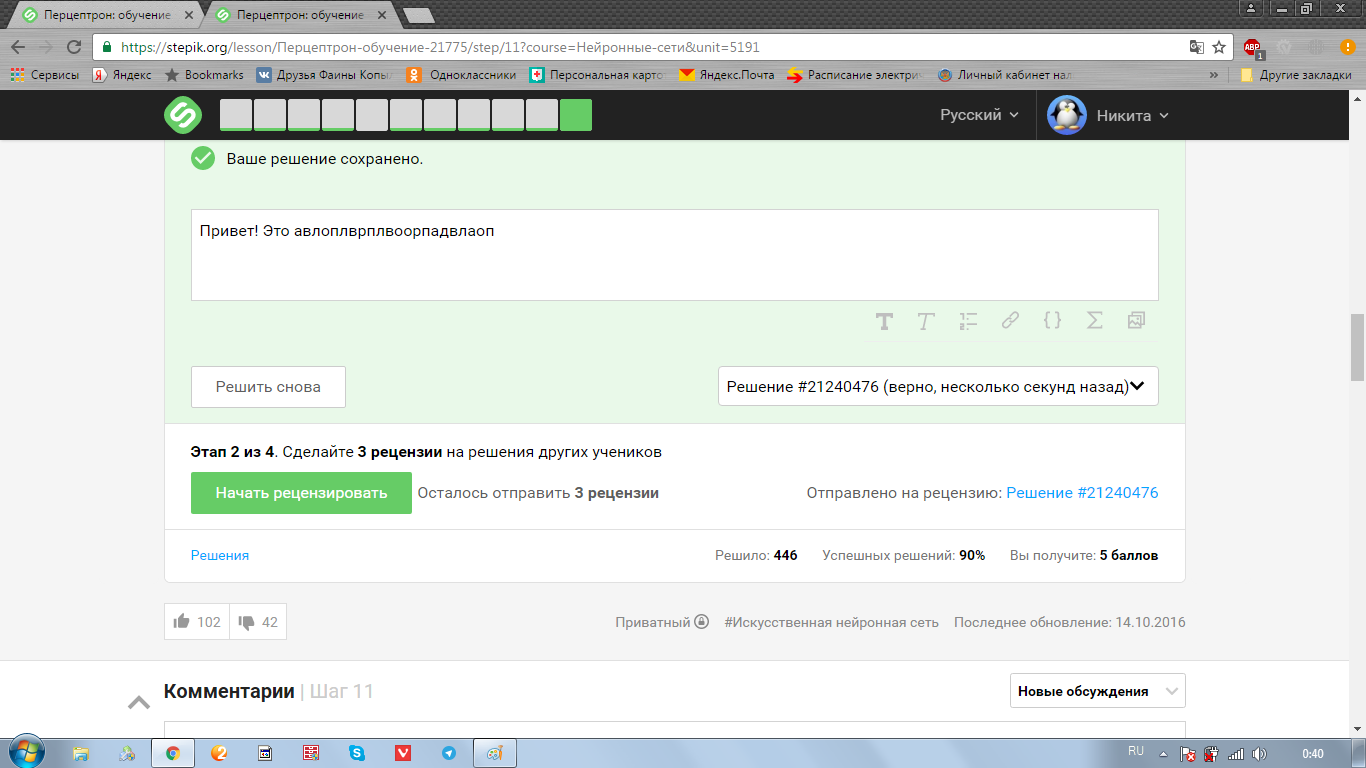 Перцептрон: обучение
Перцептрон: обучение
https://stepik.org/lesson/Перцептрон-обучение-21775/step/11?course=Нейронные-сети&unit=5191
ABP
1
Сервисы
Яндекс
Bookmarks
Друзья Фаины Копы
Одноклассники
Персональная карто
Яндекс.Почта
Расписание электри
Личный кабинет нал
»
Другие закладки
Русский
Никита
Ваше решение сохранено.
Привет! Это авлоплврплвоорпадвлаоп
Решить снова
Решение #21240476 (верно, несколько секунд назад)
Этап 2 из 4. Сделайте 3 рецензии на решения других учеников
Начать рецензировать
Осталось отправить 3 рецензии
Отправлено на рецензию: Решение #21240476
Решения
Решило: 446
Успешных решений: 90%
Вы получите: 5 баллов
102
42
Приватный
#Искусственная нейронная сеть
Последнее обновление: 14.10.2016
Комментарии | Шаг 11
Новые обсуждения
RU
0:40